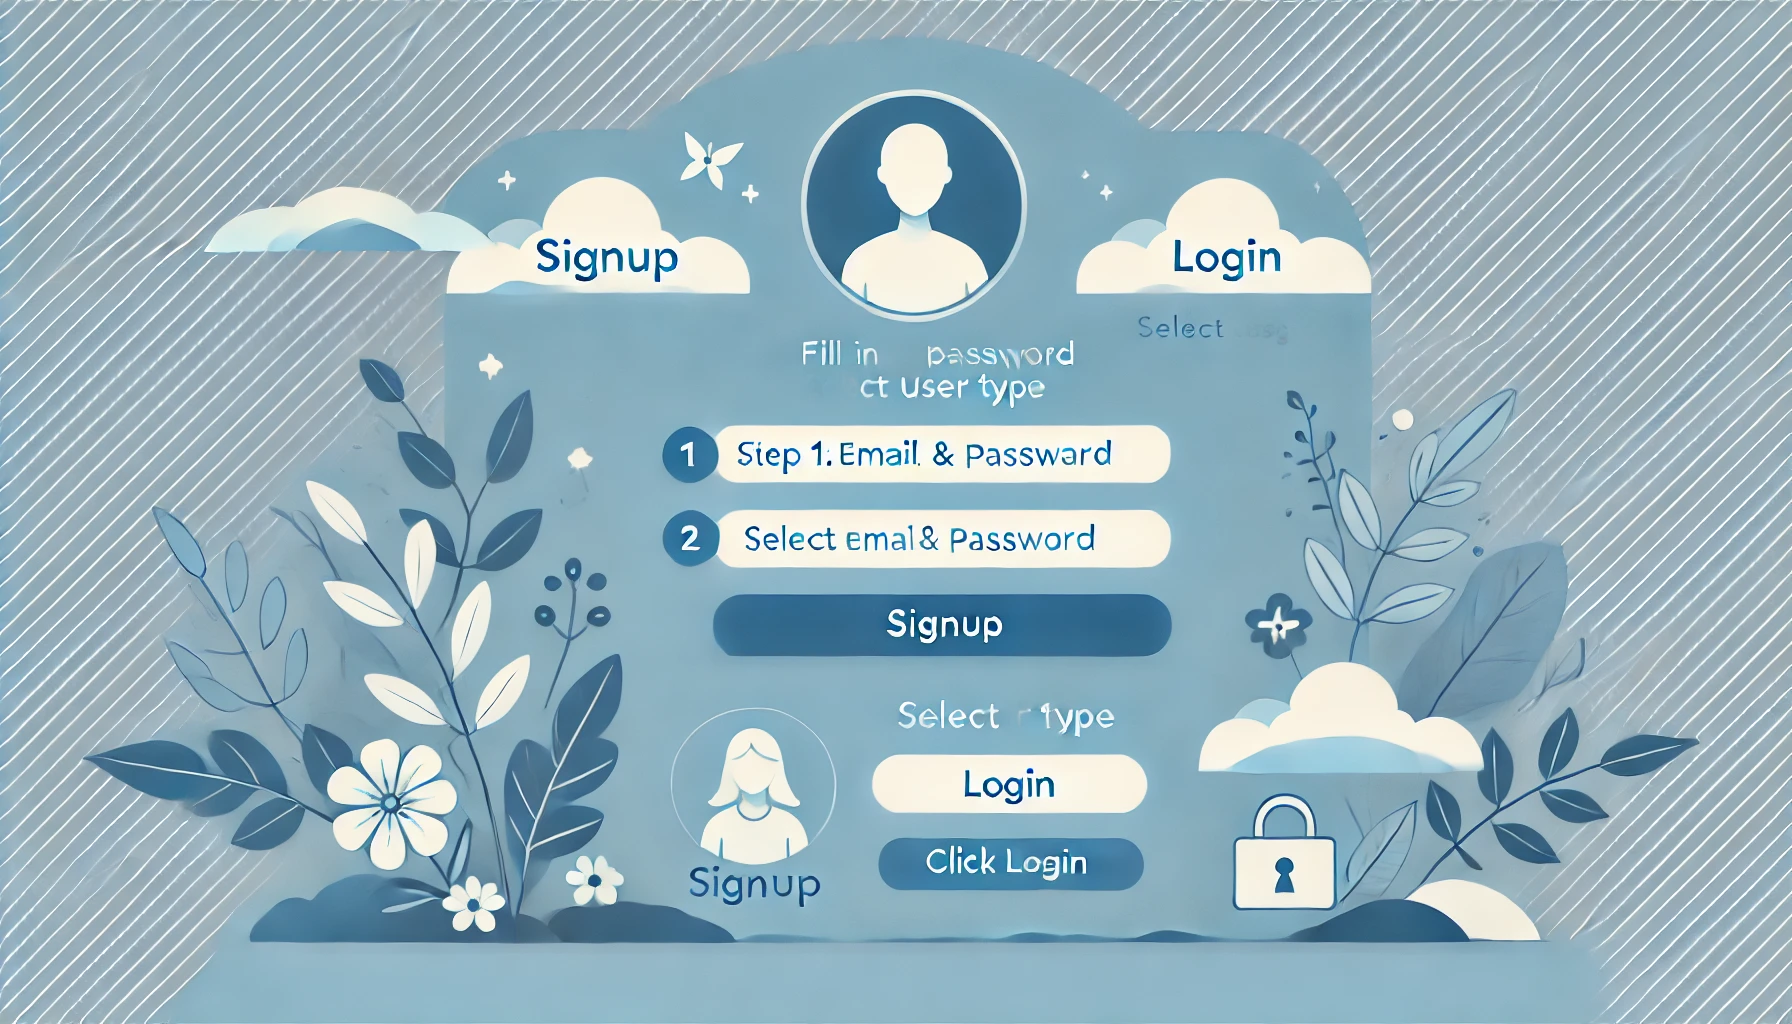 Signup
Login
Select
Fill in password
ct User type
1 Step 1. Email. & Passward
2 Select emal & Password
Signup
Select type
Login
Click Login
Signup